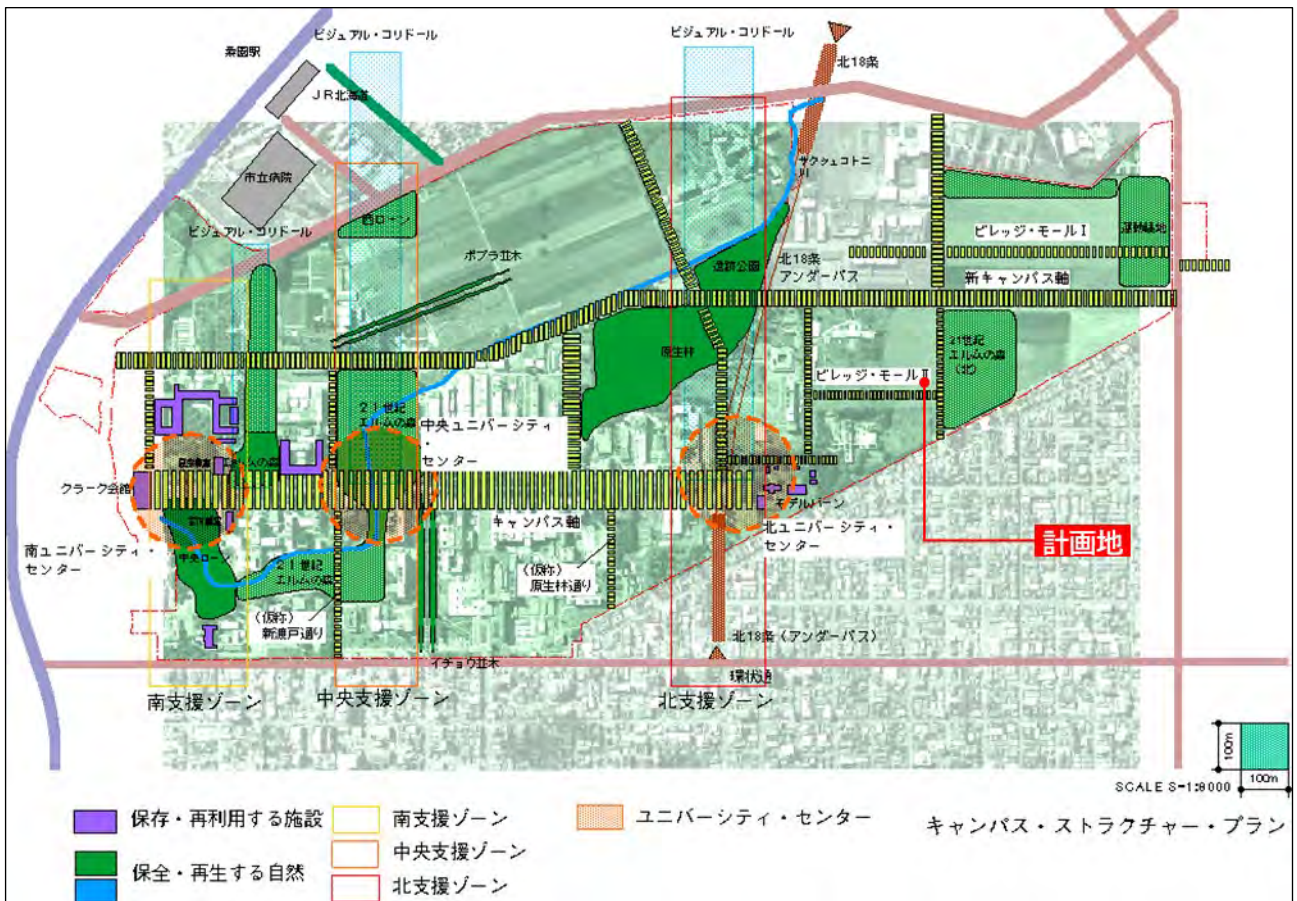 ビジュアル・コリドール
ビジュアル・コリドール
桑園駅
北18条
JR北海道
サクシュコトニ
川
市立病院
西ローン
ビジュアル・コリドール
ビレッジ・モールⅠ
ポプラ並木
遺跡公園
北18条
アンダーパス
新キャンパス軸
原生林
21世紀
エルムの森
(北)
ビレッジ・モールⅡ
21世紀
エルムの森
中央ユニバーシティ
・
センター
エルムの森
クラーク会館
モデルバーン
キャンパス軸
北ユニバーシティ・
センター
計画地
南ユニバーシティ・
センター
中央ローン
21世紀
エルムの森
(仮称)
原生林通り
(仮称)
新渡戸通り
北18条(アンダーパス)
イチョウ並木
環状通
南支援ゾーン
中央支援ゾーン
北支援ゾーン
100m
100m
SCALE S=1:8000
保存・再利用する施設
南支援ゾーン
ユニバーシティ・センター
キャンパス・ストラクチャー・プラン
中央支援ゾーン
保全・再生する自然
北支援ゾーン